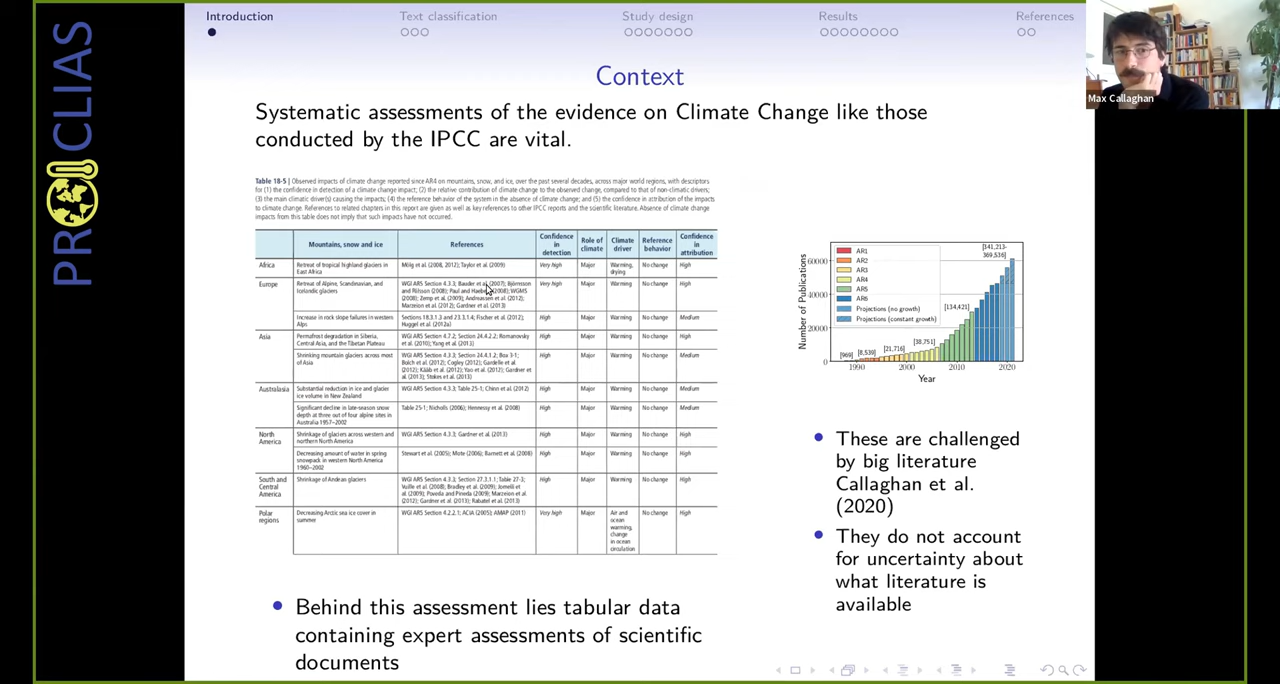 PROCLIAS
Introduction
Text classification
Study design
Results
References
Max Callaghan
Context
Systematic assessments of the evidence on Climate Change like those
conducted by the IPCC are vital.
Table 18-5 | Observed impacts of climate change reported since AR4 on mountains, snow, and ice, over the past several decades, across major world regions, with descriptors
for (1) the confidence in detection of a climate change impact; (2) the relative contribution of climate change to the observed change, compared to that of non-climatic drivers;
(3) the main climatic driver(s) causing the impacts; (4) the reference behavior of the system in the absence of climate change; and (5) the confidence in attribution of the impacts
to climate change. References to related chapters in this report are given as well as key references to other IPCC reports and the scientific literature. Absence of climate change
impacts from this table does not imply that such impacts have not occurred.
Mountains, snow and ice
References
Confidence
in
detection
Role of
climate
Climate
driver
Reference
behavior
Confidence
in
attribution
Africa
Retreat of tropical highland glaciers in
East Africa
Mölg et al. (2008, 2012); Taylor et al. (2009)
Very high
Major
Warming,
drying
No change
High
Europe
Retreat of Alpine, Scandinavian, and
Icelandic glaciers
WGI AR5 Section 4.3.3; Bauder et al. (2007); Björnsson
and Pálsson (2008); Paul and Haeberli (2008); WGMS
(2008); Zemp et al. (2009); Andreassen et al. (2012);
Marzeion et al. (2012); Gardner et al. (2013)
Very high
Major
Warming
No change
High
Increase in rock slope failures in western
Alps
Sections 18.3.1.3 and 23.3.1.4; Fischer et al. (2012);
Huggel et al. (2012a)
High
Major
Warming
No change
Medium
Asia
Permafrost degradation in Siberia,
Central Asia, and the Tibetan Plateau
WGI AR5 Section 4.7.2; Section 24.4.2.2; Romanovsky
et al. (2010); Yang et al. (2013)
High
Major
Warming
No change
High
Shrinking mountain glaciers across most
of Asia
WGI AR5 Section 4.3.3; Section 24.4.1.2; Box 3-1;
Bolch et al. (2012); Cogley (2012); Gardelle et al.
(2012); Kääb et al. (2012); Yao et al. (2012); Gardner et
al. (2013); Stokes et al. (2013)
High
Major
Warming
No change
Medium
Australasia
Substantial reduction in ice and glacier
ice volume in New Zealand
WGI AR5 Section 4.3.3; Table 25-1; Chinn et al. (2012)
High
Major
Warming
No change
Medium
Significant decline in late-season snow
depth at three out of four alpine sites in
Australia 1957–2002
Table 25-1; Nicholls (2006); Hennessy et al. (2008)
High
Major
Warming
No change
Medium
North
America
Shrinkage of glaciers across western and
northern North America
WGI AR5 Section 4.3.3; Gardner et al. (2013)
High
Major
Warming
No change
High
Decreasing amount of water in spring
snowpack in western North America
1960–2002
Stewart et al. (2005); Mote (2006); Barnett et al. (2008)
High
Major
Warming
No change
High
South and
Central
America
Shrinkage of Andean glaciers
WGI AR5 Section 4.3.3; Section 27.3.1.1; Table 27-3;
Vuille et al. (2008); Bradley et al. (2009); Jomelli et
al. (2009); Poveda and Pineda (2009); Marzeion et al.
(2012); Gardner et al. (2013); Rabatel et al. (2013)
High
Major
Warming
No change
High
Polar
regions
Decreasing Arctic sea ice cover in
summer
WGI AR5 Section 4.2.2.1; ACIA (2005); AMAP (2011)
Very high
Major
Air and
ocean
warming,
change
in ocean
circulation
No change
High
Behind this assessment lies tabular data
containing expert assessments of scientific
documents
Number of Publications
60000
40000
20000
0
AR1
AR2
AR3
AR4
AR5
AR6
Projections (no growth)
Projections (constant growth)
[969]
[8,539]
[21,716]
[38,751]
[134,421]
[341,213-
369,536]
1990
2000
2010
2020
Year
These are challenged
by big literature
Callaghan et al.
(2020)
They do not account
for uncertainty about
what literature is
available